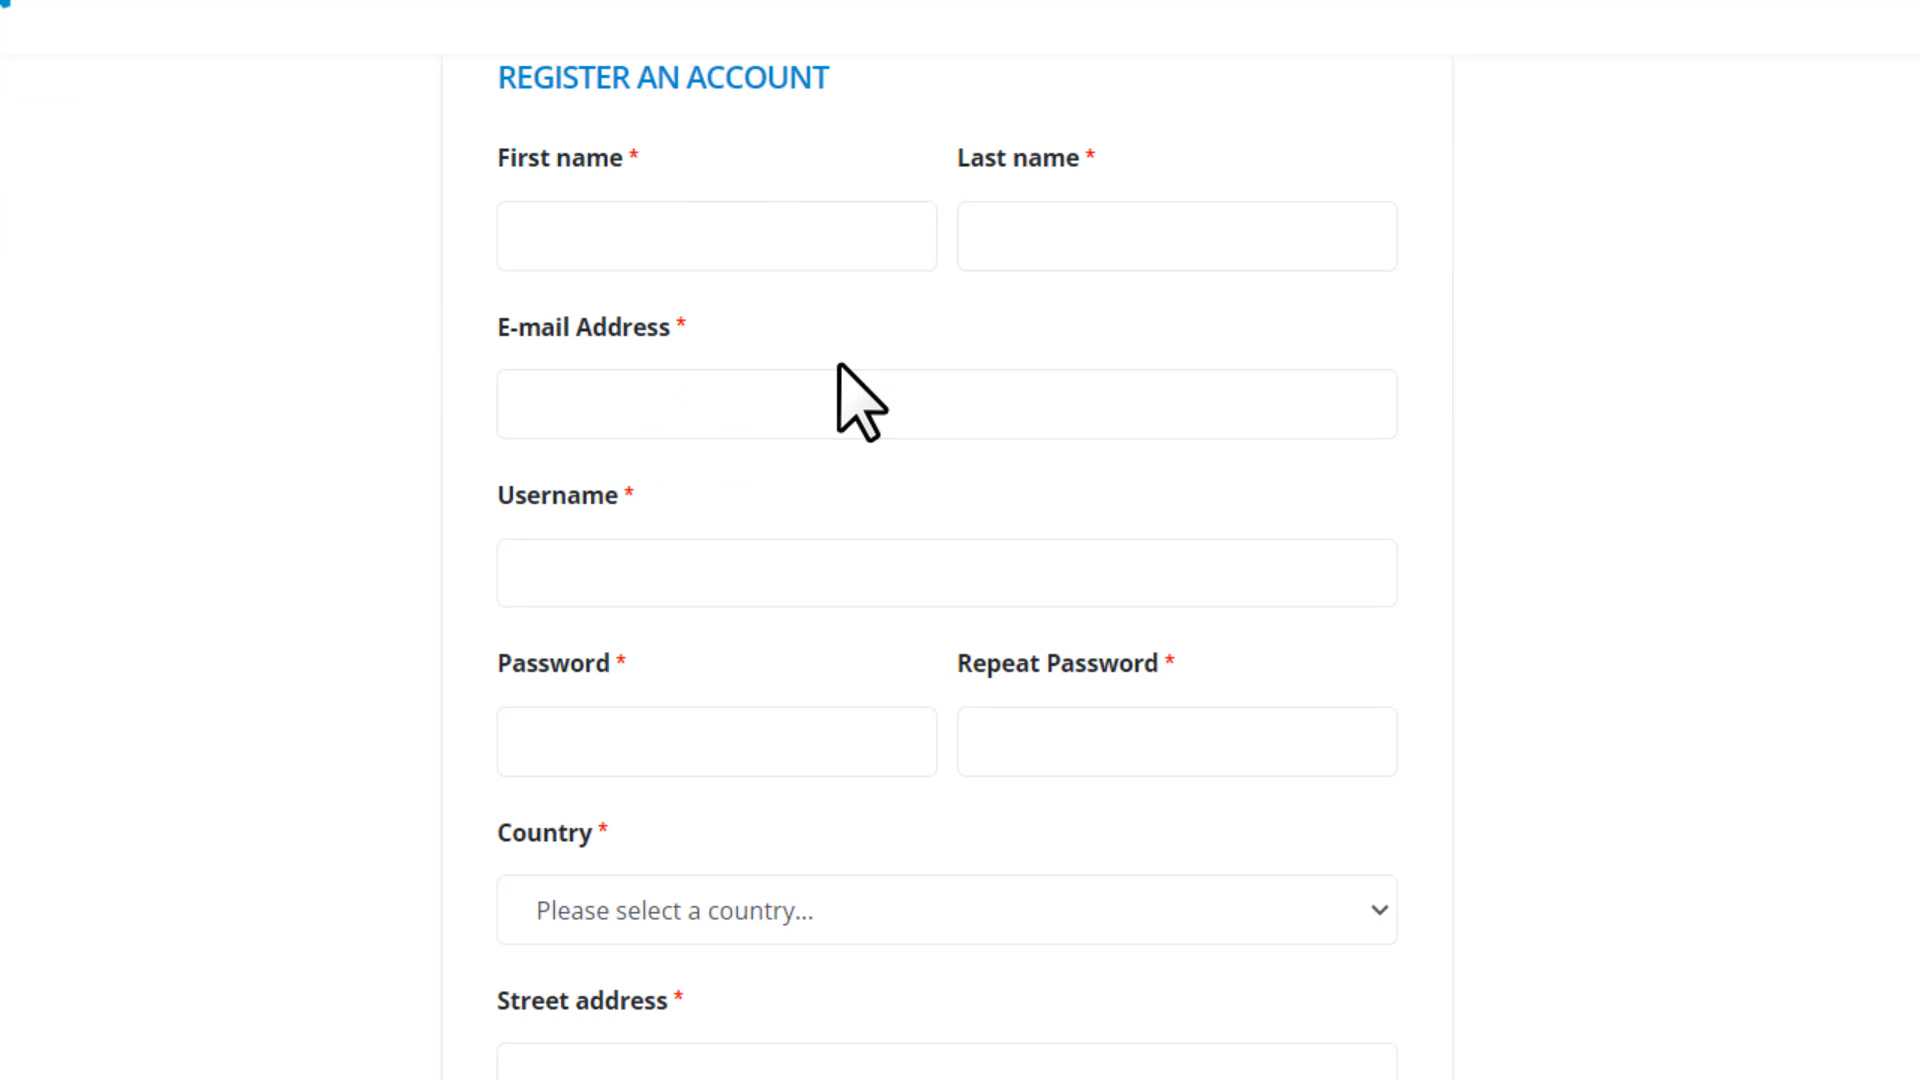 REGISTER AN ACCOUNT
First name * Last name *
E-mail Address *
Username *
Password * Repeat Password *
Country *
Please select a country...
Street address *